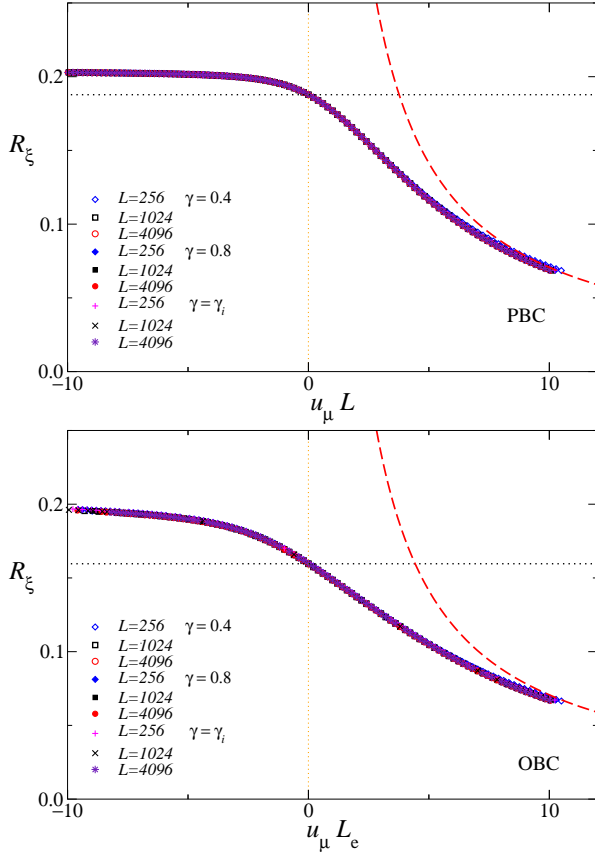 0.2
R_ξ
0.1
0.0
L=256 γ = 0.4
L=1024
L=4096
L=256 γ = 0.8
L=1024
L=4096
L=256 γ = γ_i
L=1024
L=4096
PBC
−10 0 10
u_μ L
0.2
R_ξ
0.1
0.0
L=256 γ = 0.4
L=1024
L=4096
L=256 γ = 0.8
L=1024
L=4096
L=256 γ = γ_i
L=1024
L=4096
OBC
−10 0 10
u_μ L_e